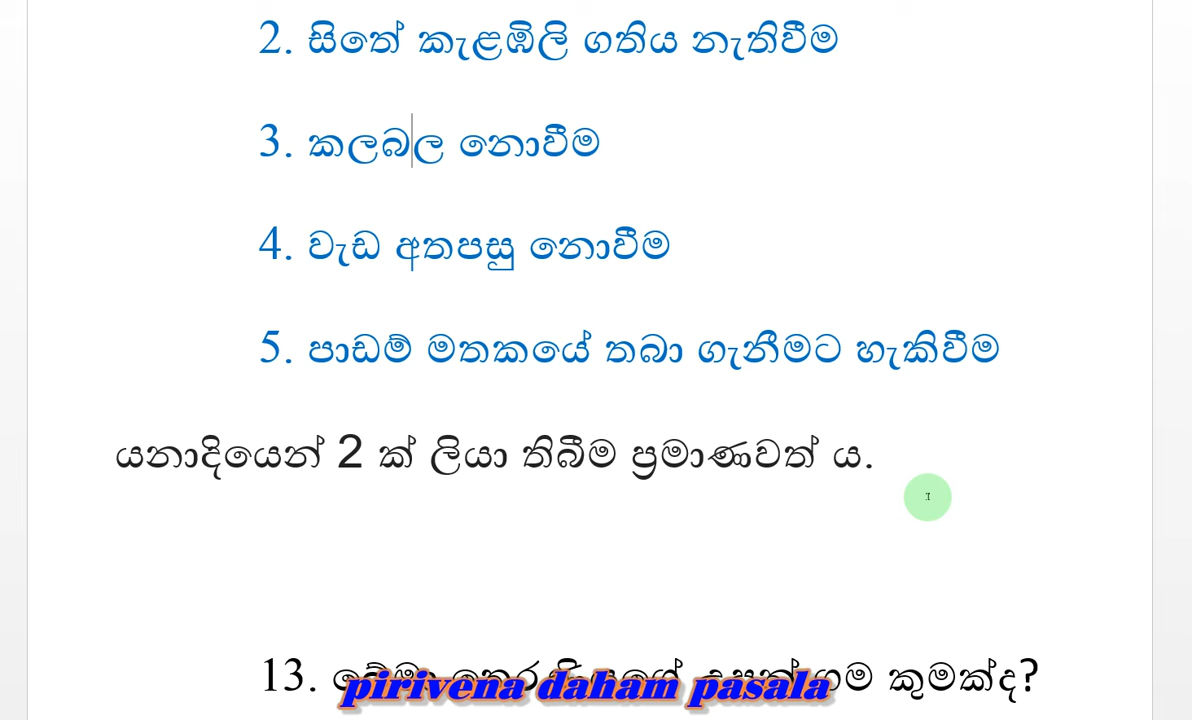 2. සිතේ කැළඹිලි ගතිය නැතිවීම
3. කලබල නොවීම
4. වැඩ අතපසු නොවීම
5. පාඩම් මතකයේ තබා ගැනීමට හැකිවීම
යනාදියෙන් 2 ක් ලියා තිබීම ප්‍රමාණවත් ය.
13. කුමක්ද?
pirivena daham pasala